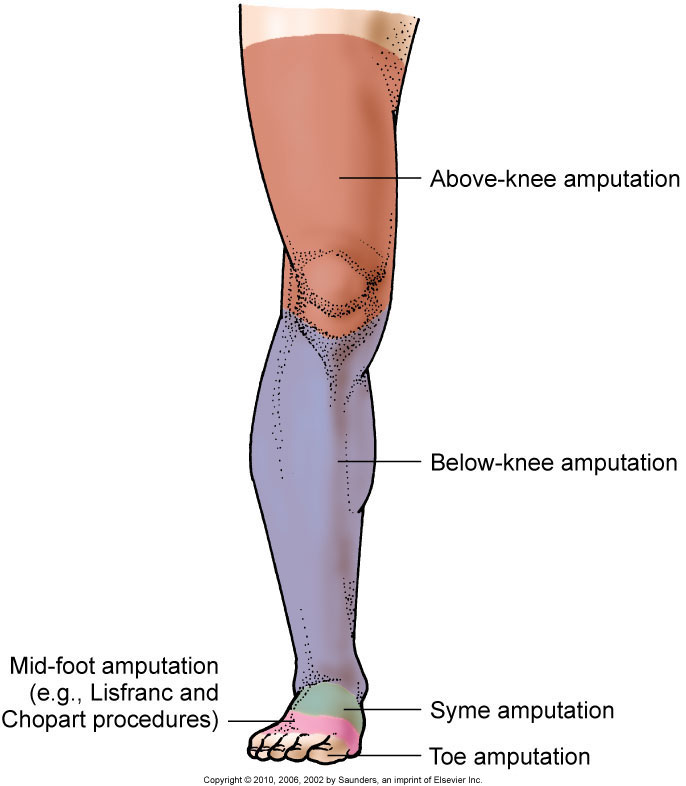 Above-knee amputation
Below-knee amputation
Mid-foot amputation
(e.g., Lisfranc and
Chopart procedures)
Syme amputation
Toe amputation
Copyright © 2010, 2006, 2002 by Saunders, an imprint of Elsevier Inc.